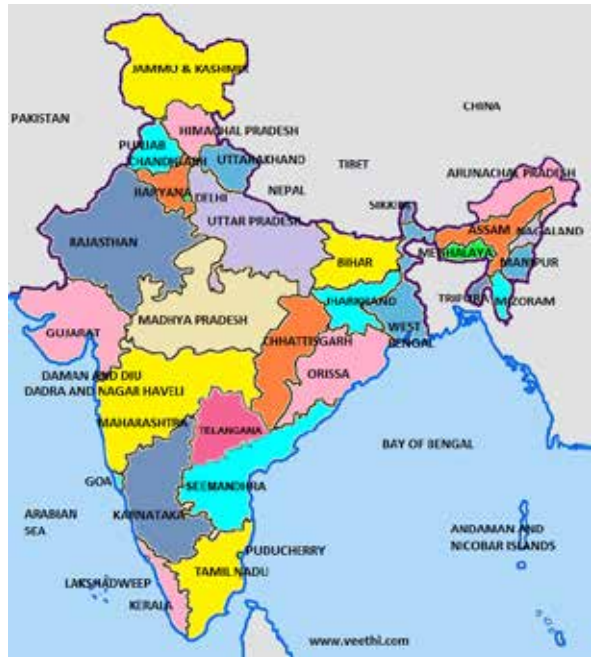 JAMMU & KASHMIR
PAKISTAN
CHINA
HIMACHAL PRADESH
PUNJAB
CHANDIGARH
UTTARAKHAND
TIBET
ARUNACHAL PRADESH
HARYANA
DELHI
NEPAL
SIKKIM
UTTAR PRADESH
ASSAM
NAGALAND
RAJASTHAN
MEGHALAYA
BIHAR
MANIPUR
TRIPURA
MIZORAM
JHARKHAND
GUJARAT
MADHYA PRADESH
WEST
BENGAL
CHHATTISGARH
DAMAN AND DIU
DADRA AND NAGAR HAVELI
ORISSA
MAHARASHTRA
TELANGANA
BAY OF BENGAL
GOA
SEEMANDHRA
ARABIAN
SEA
KARNATAKA
ANDAMAN AND
NICOBAR ISLANDS
PUDUCHERRY
TAMIL NADU
LAKSHADWEEP
KERALA
www.veethi.com